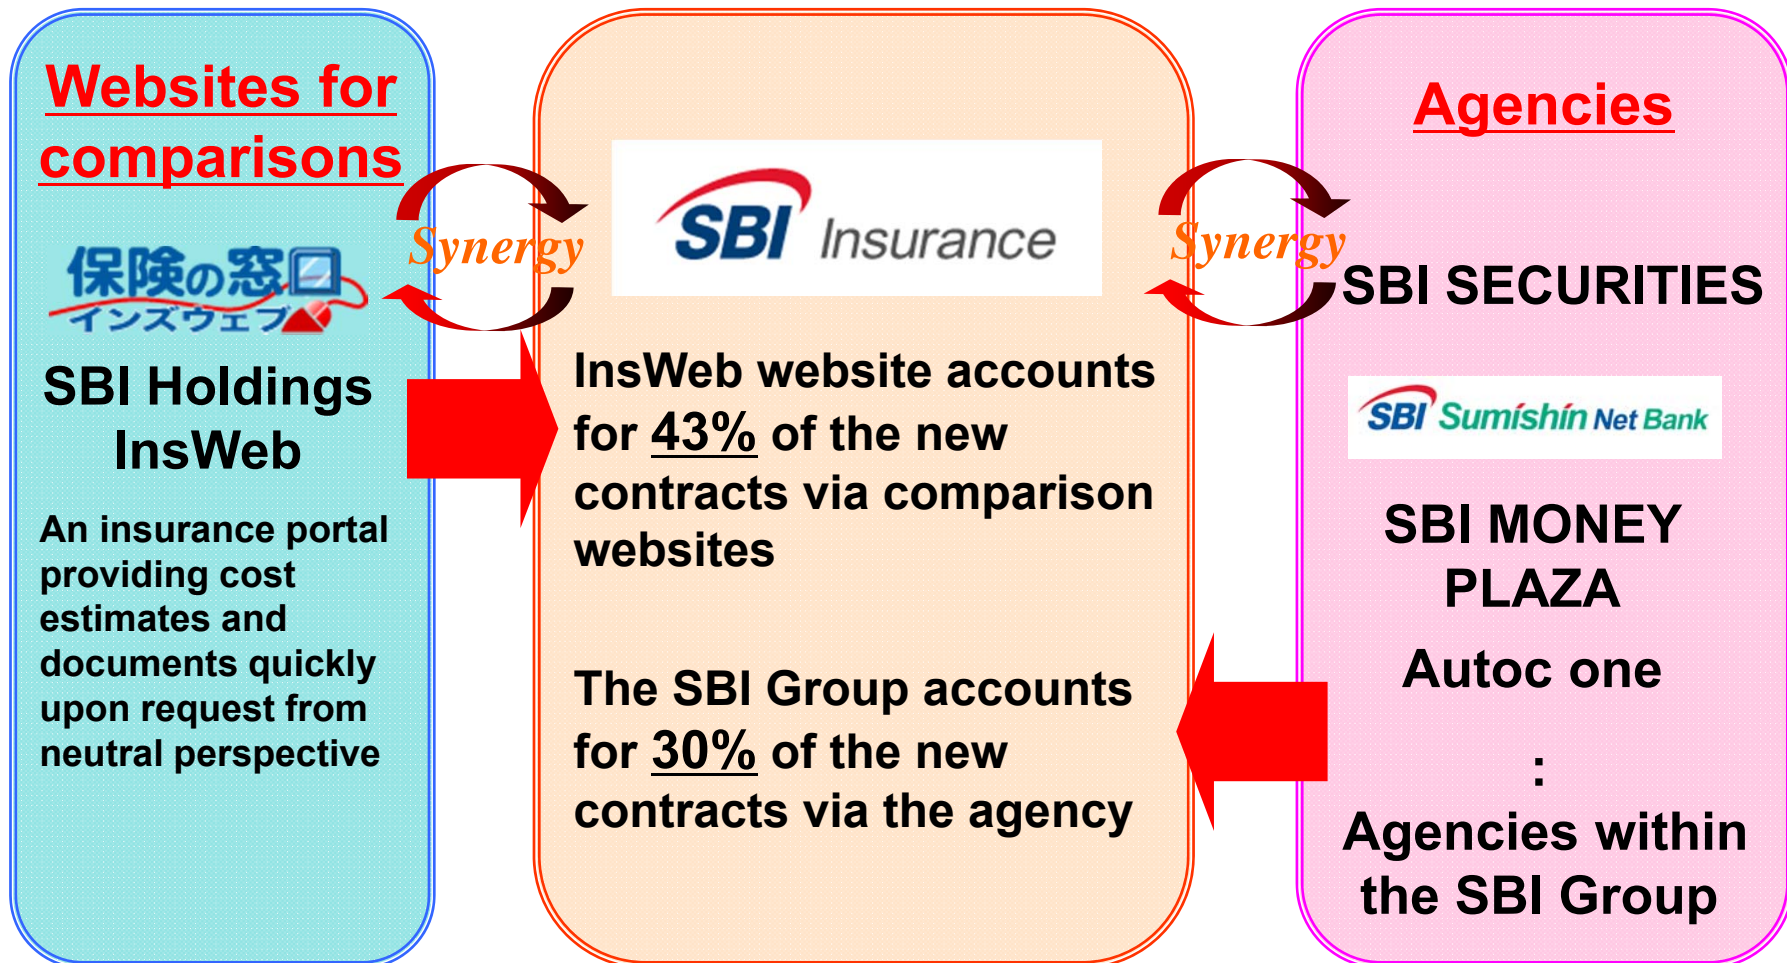 Websites for
comparisons
保険の窓口
インズウェブ
SBI Holdings
InsWeb
An insurance portal
providing cost
estimates and
documents quickly
upon request from
neutral perspective
Synergy
SBI Insurance
InsWeb website accounts
for 43% of the new
contracts via comparison
websites
The SBI Group accounts
for 30% of the new
contracts via the agency
Synergy
Agencies
SBI SECURITIES
SBI Sumishin Net Bank
SBI MONEY
PLAZA
Autoc one
:
Agencies within
the SBI Group